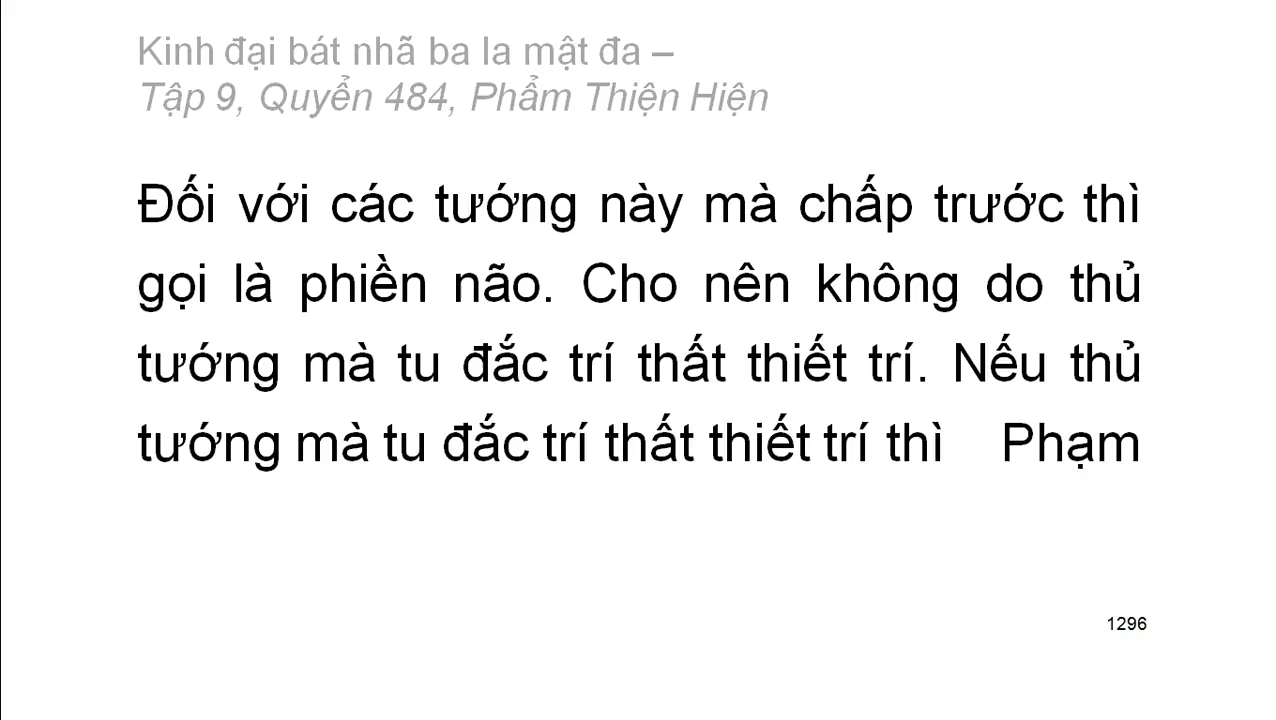 Kinh đại bát nhã ba la mật đa –
Tập 9, Quyển 484, Phẩm Thiện Hiện
Đối với các tướng này mà chấp trước thì
gọi là phiền não. Cho nên không do thủ
tướng mà tu đắc trí thất thiết trí. Nếu thủ
tướng mà tu đắc trí thất thiết trí thì Phạm
1296